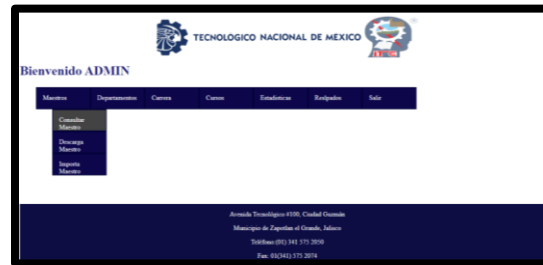 TECNOLOGICO NACIONAL DE MEXICO
Bienvenido ADMIN
Maestros Departamentos Carrera Cursos Estadisticas Reslpados Salir
Consultar
Maestro
Descarga
Maestro
Importa
Maestro
Avenida Tecnológico #100, Ciudad Guzmán
Municipio de Zapotlan el Grande, Jalisco
Teléfono (01) 341 575 2050
Fax: 01(341) 575 2074